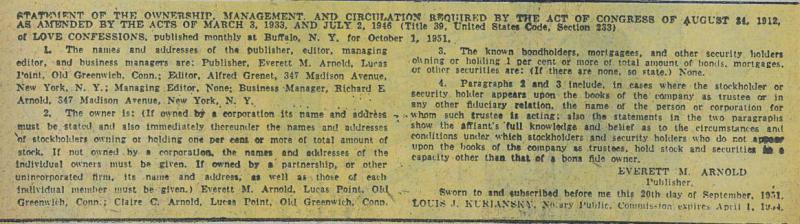 STATEMENT OF THE OWNERSHIP, MANAGEMENT, AND CIRCULATION REQUIRED BY THE ACT OF CONGRESS OF AUGUST 24, 1912,
AS AMENDED BY THE ACTS OF MARCH 3, 1933, AND JULY 2, 1946 (Title 39, United States Code, Section 233)
of LOVE CONFESSIONS, published monthly at Buffalo, N. Y. for October 1, 1951.
1. The names and addresses of the publisher, editor, managing
editor, and business managers are: Publisher, Everett M. Arnold, Lucas
Point, Old Greenwich, Conn.; Editor, Alfred Grenet, 347 Madison Avenue,
New York, N. Y.; Managing Editor, None; Business Manager, Richard E.
Arnold, 347 Madison Avenue, New York, N. Y.
2. The owner is: (If owned by a corporation its name and address
must be stated and also immediately thereunder the names and addresses
of stockholders owning or holding one per cent or more of total amount of
stock. If not owned by a corporation, the names and addresses of the
individual owners must be given. If owned by a partnership, or other
unincorporated firm, its name and address, as well as those of each
individual member must be given.) Everett M. Arnold, Lucas Point, Old
Greenwich, Conn.; Claire C. Arnold, Lucas Point, Old Greenwich, Conn.
3. The known bondholders, mortgagees, and other security holders
owning or holding 1 per cent or more of total amount of bonds, mortgages,
or other securities are: (If there are none, so state.) None.
4. Paragraphs 2 and 3 include, in cases where the stockholder or
security holder appears upon the books of the company as trustee or in
any other fiduciary relation, the name of the person or corporation for
whom such trustee is acting; also the statements in the two paragraphs
show the affiant's full knowledge and belief as to the circumstances and
conditions under which stockholders and security holders who do not appear
upon the books of the company as trustees, hold stock and securities in a
capacity other than that of a bona fide owner.
EVERETT M. ARNOLD
Publisher.
Sworn to and subscribed before me this 20th day of September, 1951.
LOUIS J. KURIANSKY, Notary Public, Commission expires April 1, 1954.